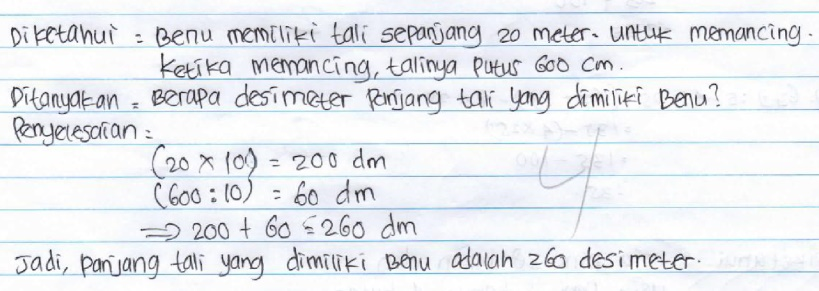 Diketahui = Benu memiliki tali sepanjang 20 meter. untuk memancing.
Ketika memancing, talinya putus 600 cm.
Ditanyakan = Berapa desimeter panjang tali yang dimiliki Benu?
Penyelesaian =
(20 x 10) = 200 dm
(600 : 10) = 60 dm
⇒ 200 + 60 = 260 dm
Jadi, panjang tali yang dimiliki Benu adalah 260 desimeter.